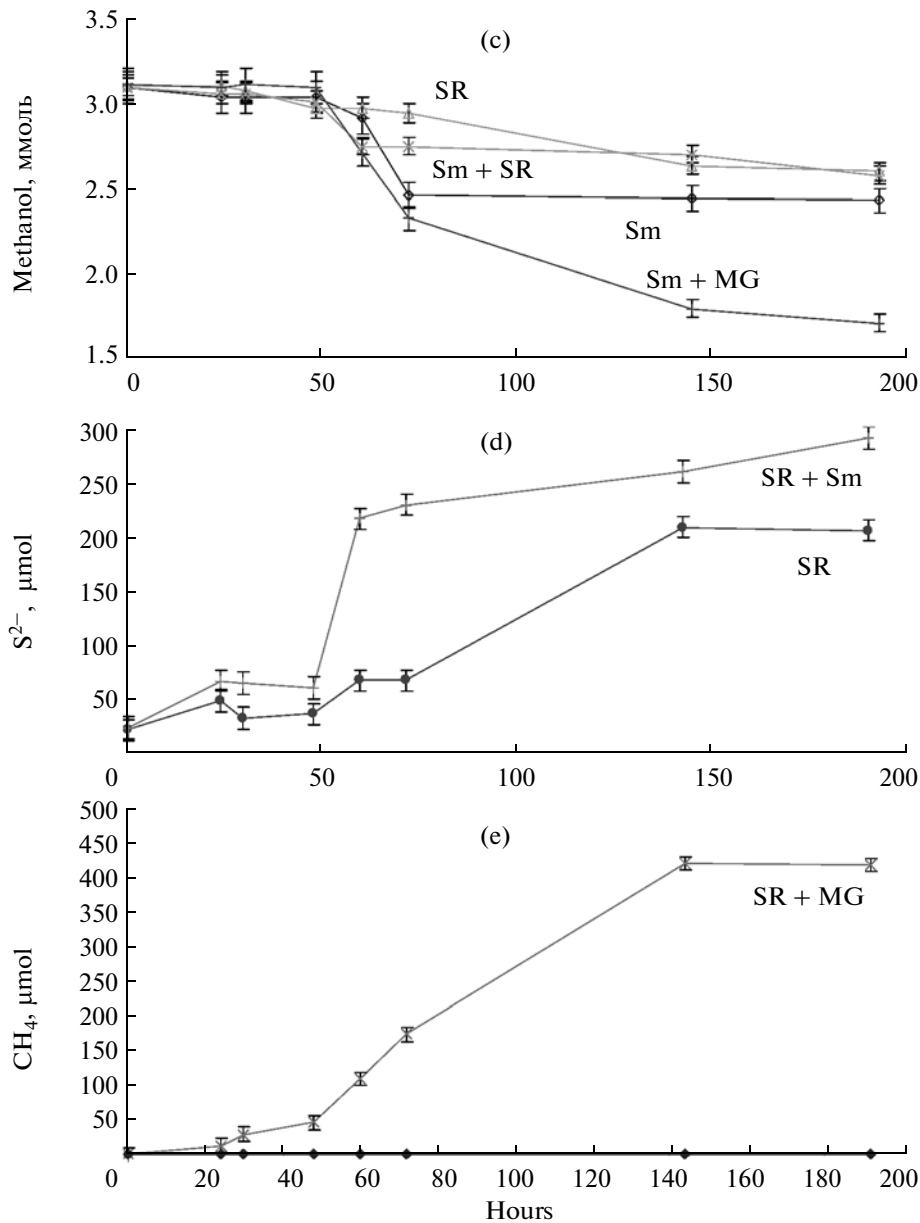 (c)
Methanol, ммоль
3.5
3.0
2.5
2.0
1.5
SR
Sm + SR
Sm
Sm + MG
0 50 100 150 200
(d)
S²⁻, μmol
300
250
200
150
100
50
SR + Sm
SR
0 50 100 150 200
(e)
CH₄, μmol
500
450
400
350
300
250
200
150
100
50
SR + MG
0 20 40 60 80 100 120 140 160 180 200
Hours